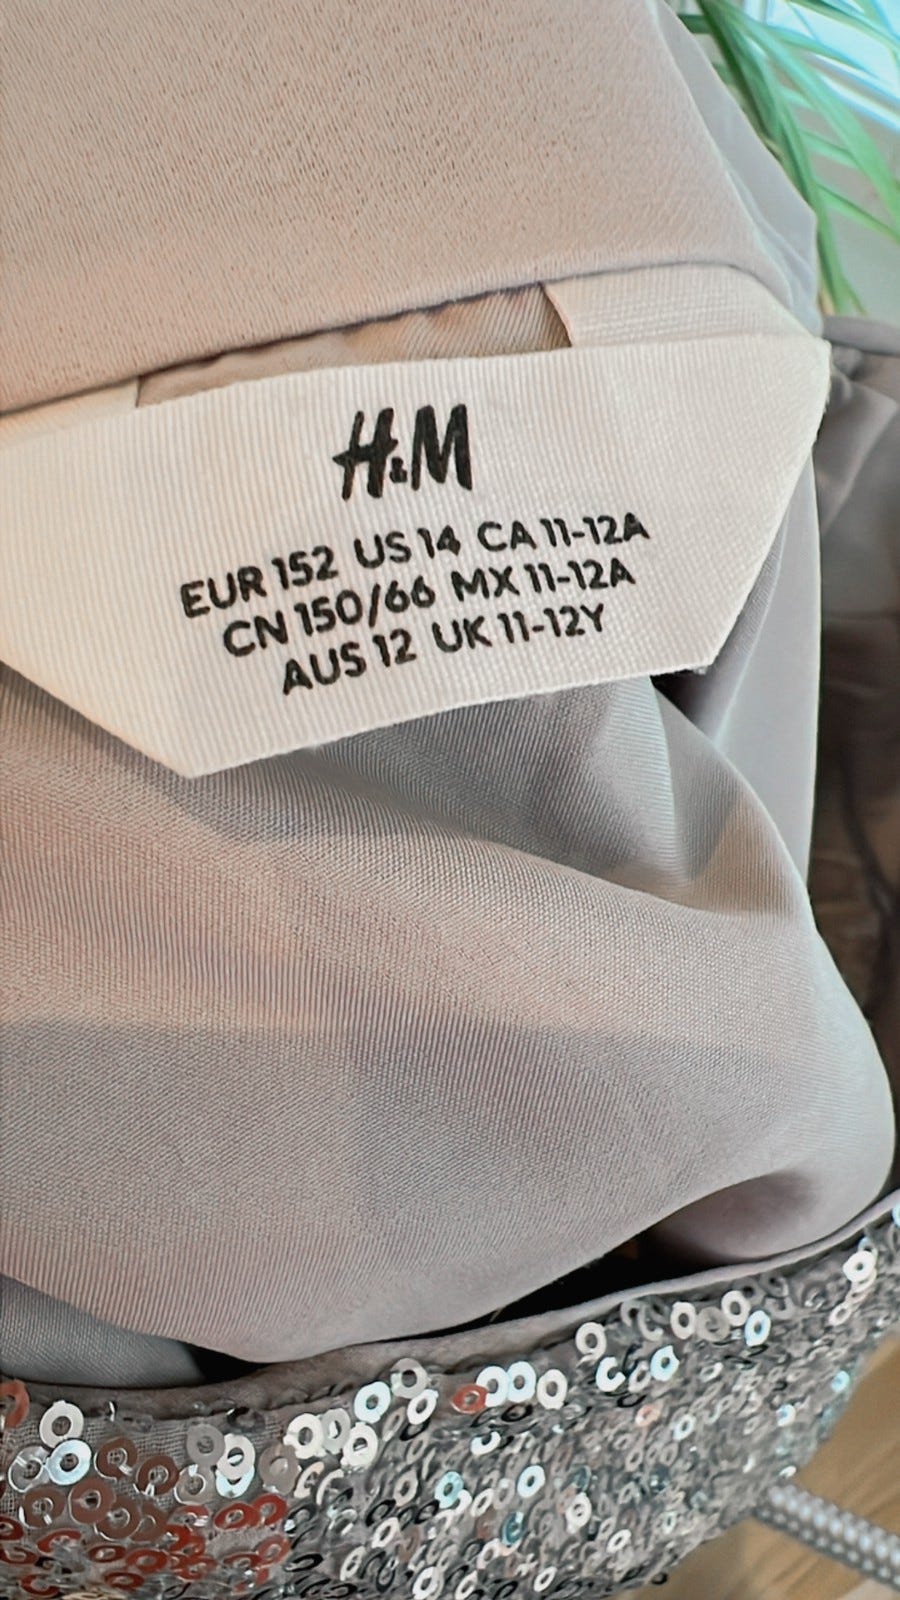 H&M
EUR 152 US 14 CA 11-12A
CN 150/66 MX 11-12A
AUS 12 UK 11-12Y